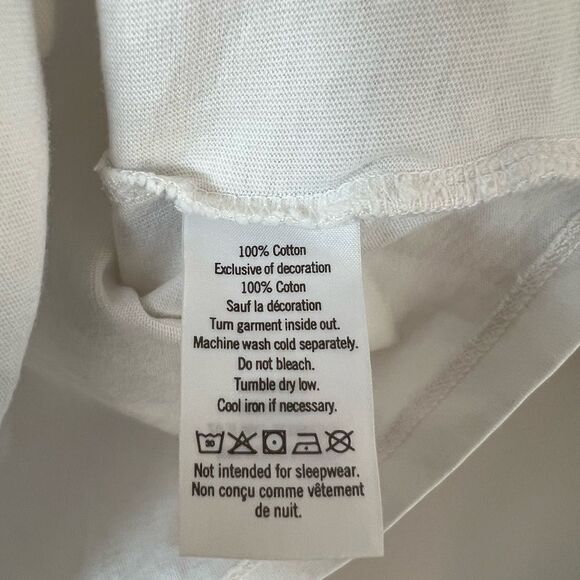 100% Cotton
Exclusive of decoration
100% Coton
Sauf la décoration
Turn garment inside out.
Machine wash cold separately.
Do not bleach.
Tumble dry low.
Cool iron if necessary.
30
Not intended for sleepwear.
Non conçu comme vêtement
de nuit.